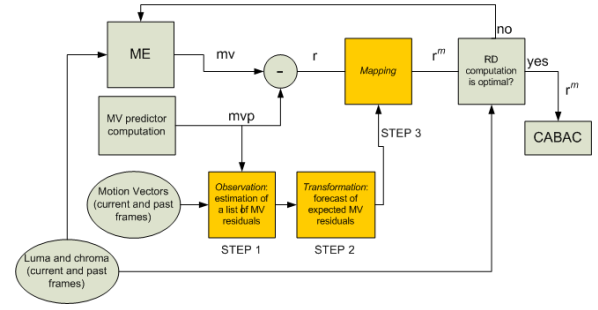 no
ME
mv
-
r
Mapping
r^m
RD
computation
is optimal?
yes
r^m
MV predictor
computation
mvp
STEP 3
CABAC
Motion Vectors
(current and past
frames)
Observation:
estimation of
a list of MV
residuals
Transformation:
forecast of
expected MV
residuals
STEP 1
STEP 2
Luma and chroma
(current and past
frames)